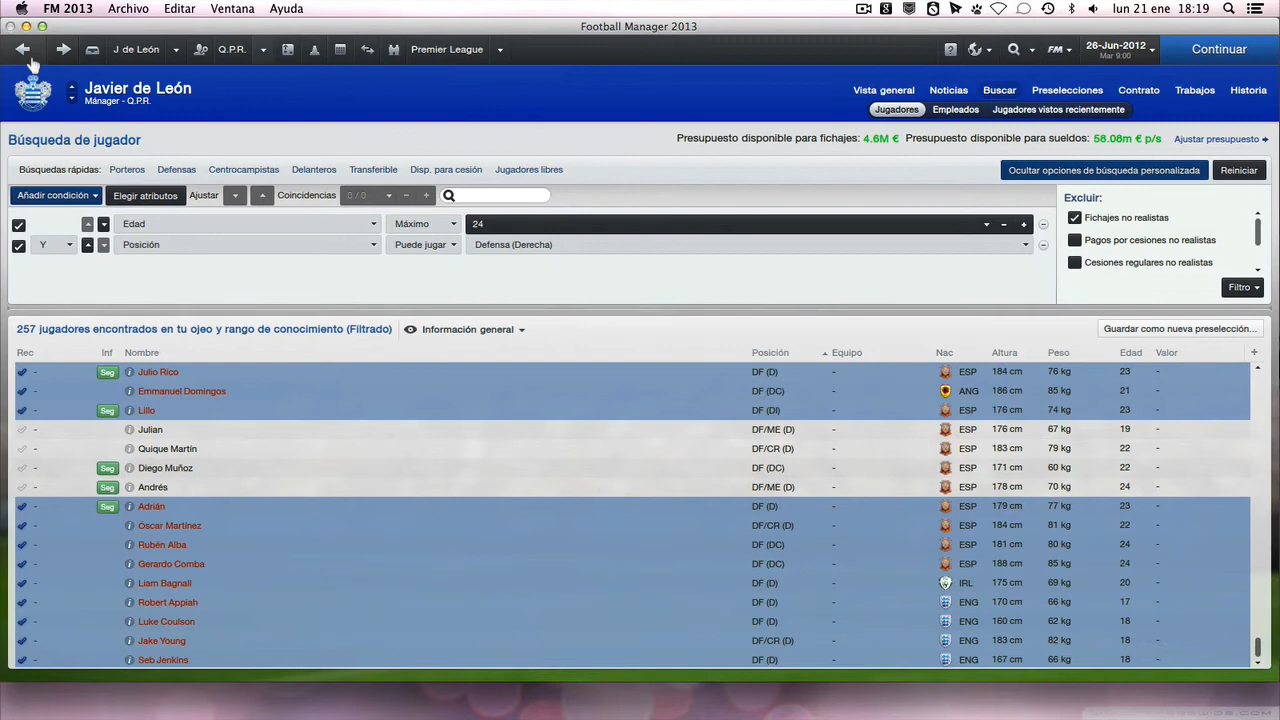 FM 2013 Archivo Editar Ventana Ayuda lun 21 ene 18:19
Football Manager 2013
J de León Q.P.R. Premier League FM 26-Jun-2012 Mar 9:00 Continuar
Javier de León
Mánager - Q.P.R.
Vista general Noticias Buscar Preselecciones Contrato Trabajos Historia
Jugadores Empleados Jugadores vistos recientemente
Búsqueda de jugador
Presupuesto disponible para fichajes: 4.6M € Presupuesto disponible para sueldos: 58.08m € p/s Ajustar presupuesto
Búsquedas rápidas: Porteros Defensas Centrocampistas Delanteros Transferible Disp. para cesión Jugadores libres
Ocultar opciones de búsqueda personalizada Reiniciar
Añadir condición Elegir atributos Ajustar Coincidencias 0 / 0
Excluir:
Edad Máximo 24
Fichajes no realistas
Y Posición Puede jugar Defensa (Derecha)
Pagos por cesiones no realistas
Cesiones regulares no realistas
Filtro
257 jugadores encontrados en tu ojeo y rango de conocimiento (Filtrado) Información general
Guardar como nueva preselección...
Rec Inf Nombre Posición Equipo Nac Altura Peso Edad Valor +
- Seg Julio Rico DF (D) - ESP 184 cm 76 kg 23 -
- Emmanuel Domingos DF (DC) - ANG 186 cm 85 kg 21 -
- Seg Lillo DF (DI) - ESP 176 cm 74 kg 23 -
- Julian DF/ME (D) - ESP 176 cm 67 kg 19 -
- Quique Martín DF/CR (D) - ESP 183 cm 79 kg 22 -
- Seg Diego Muñoz DF (DC) - ESP 171 cm 60 kg 22 -
- Seg Andrés DF/ME (D) - ESP 178 cm 70 kg 24 -
- Seg Adrián DF (D) - ESP 179 cm 77 kg 23 -
- Óscar Martínez DF/CR (D) - ESP 184 cm 81 kg 22 -
- Rubén Alba DF (DC) - ESP 181 cm 80 kg 24 -
- Gerardo Comba DF (DC) - ESP 188 cm 85 kg 24 -
- Liam Bagnall DF (D) - IRL 175 cm 69 kg 20 -
- Robert Appiah DF (D) - ENG 170 cm 66 kg 17 -
- Luke Coulson DF (D) - ENG 160 cm 62 kg 18 -
- Jake Young DF/CR (D) - ENG 183 cm 82 kg 18 -
- Seb Jenkins DF (D) - ENG 167 cm 66 kg 18 -